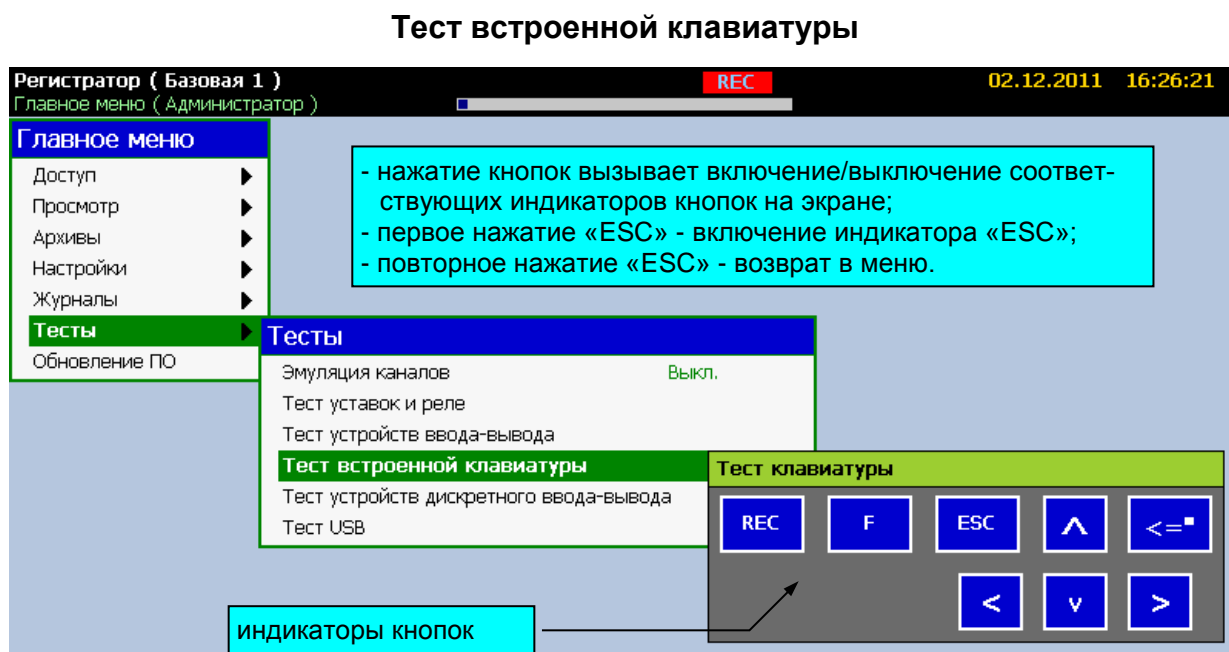 Тест встроенной клавиатуры
Регистратор ( Базовая 1 )
REC
02.12.2011 16:26:21
Главное меню ( Администратор )
Главное меню
Доступ
Просмотр
Архивы
Настройки
Журналы
Тесты
Обновление ПО
- нажатие кнопок вызывает включение/выключение соответ-
ствующих индикаторов кнопок на экране;
- первое нажатие «ESC» - включение индикатора «ESC»;
- повторное нажатие «ESC» - возврат в меню.
Тесты
Эмуляция каналов Выкл.
Тест уставок и реле
Тест устройств ввода-вывода
Тест встроенной клавиатуры
Тест устройств дискретного ввода-вывода
Тест USB
Тест клавиатуры
REC F ESC ^ <=■
< v >
индикаторы кнопок